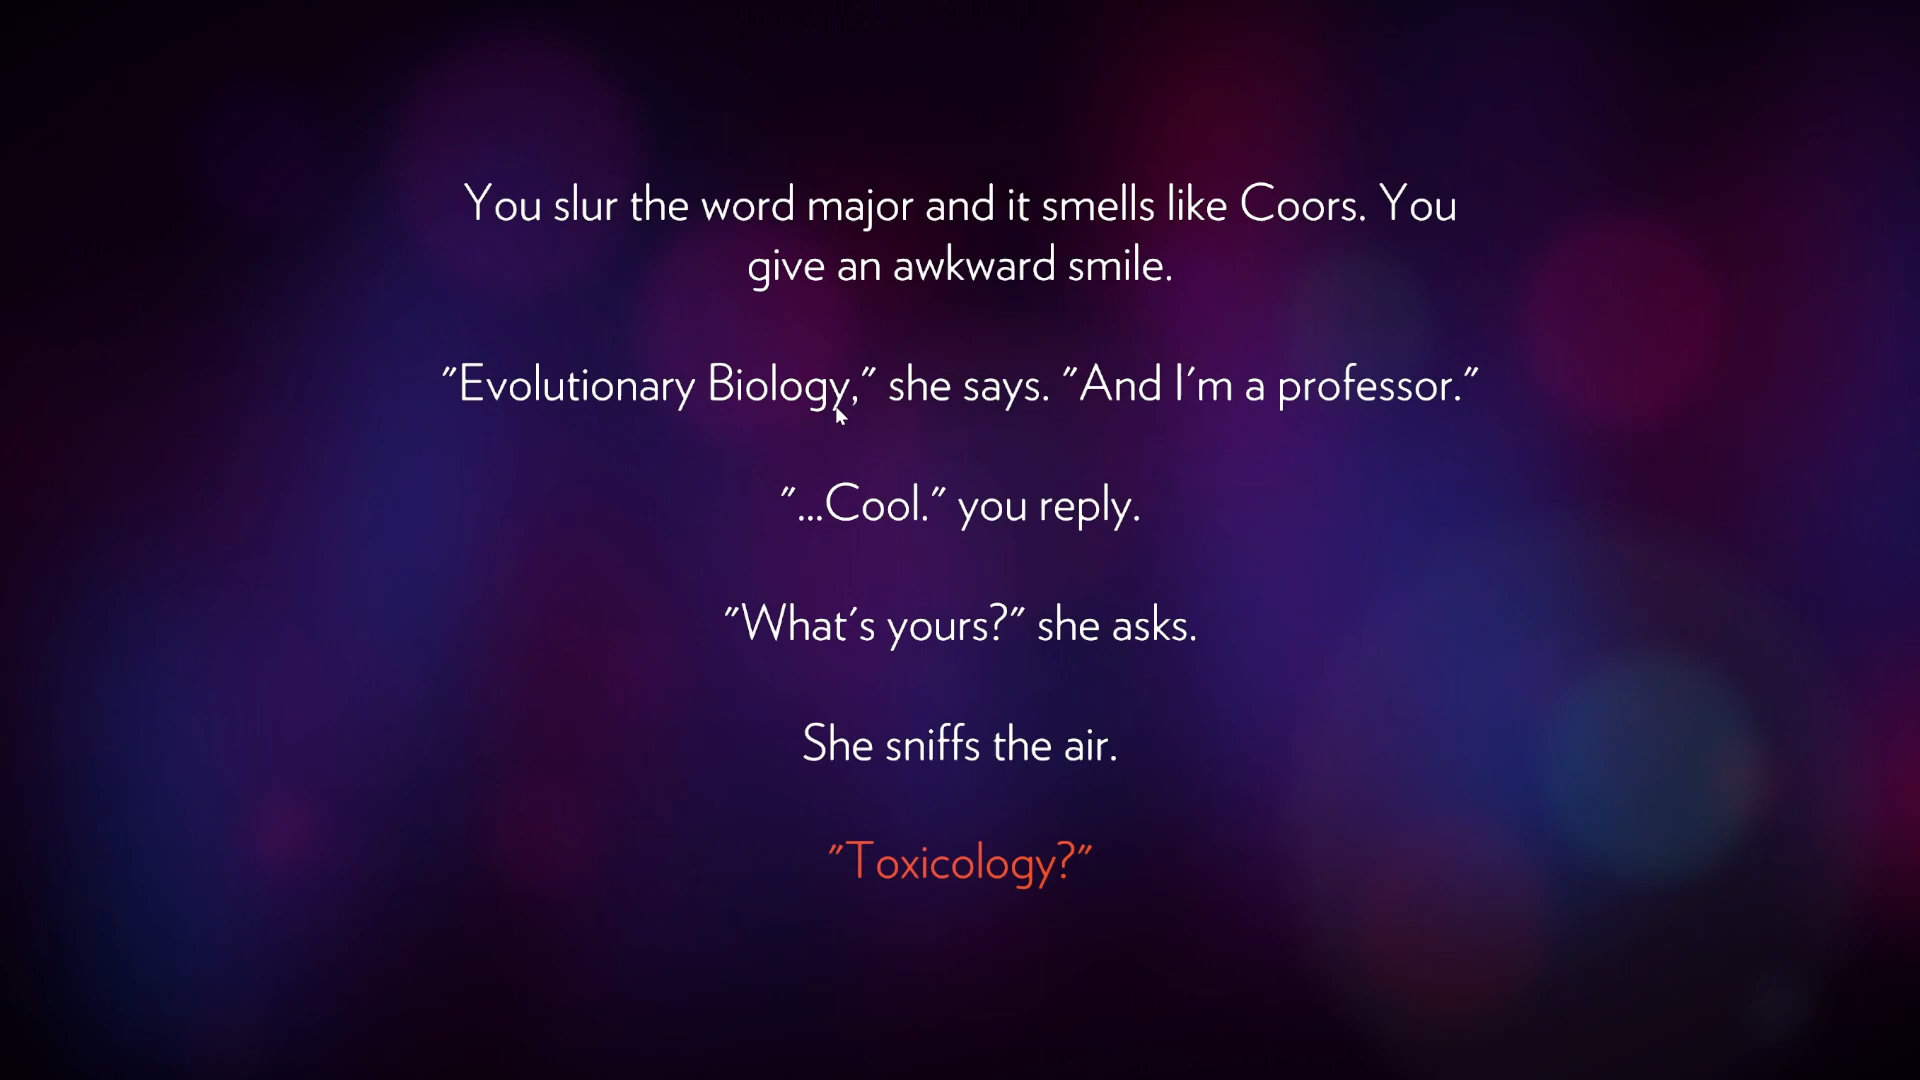 You slur the word major and it smells like Coors. You
give an awkward smile.
"Evolutionary Biology," she says. "And I'm a professor."
"...Cool." you reply.
"What's yours?" she asks.
She sniffs the air.
"Toxicology?"